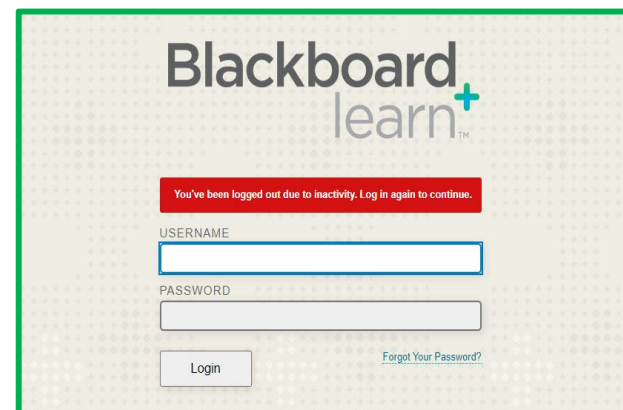 Blackboard
learn+™
You've been logged out due to inactivity. Log in again to continue.
USERNAME
PASSWORD
Forgot Your Password?
Login